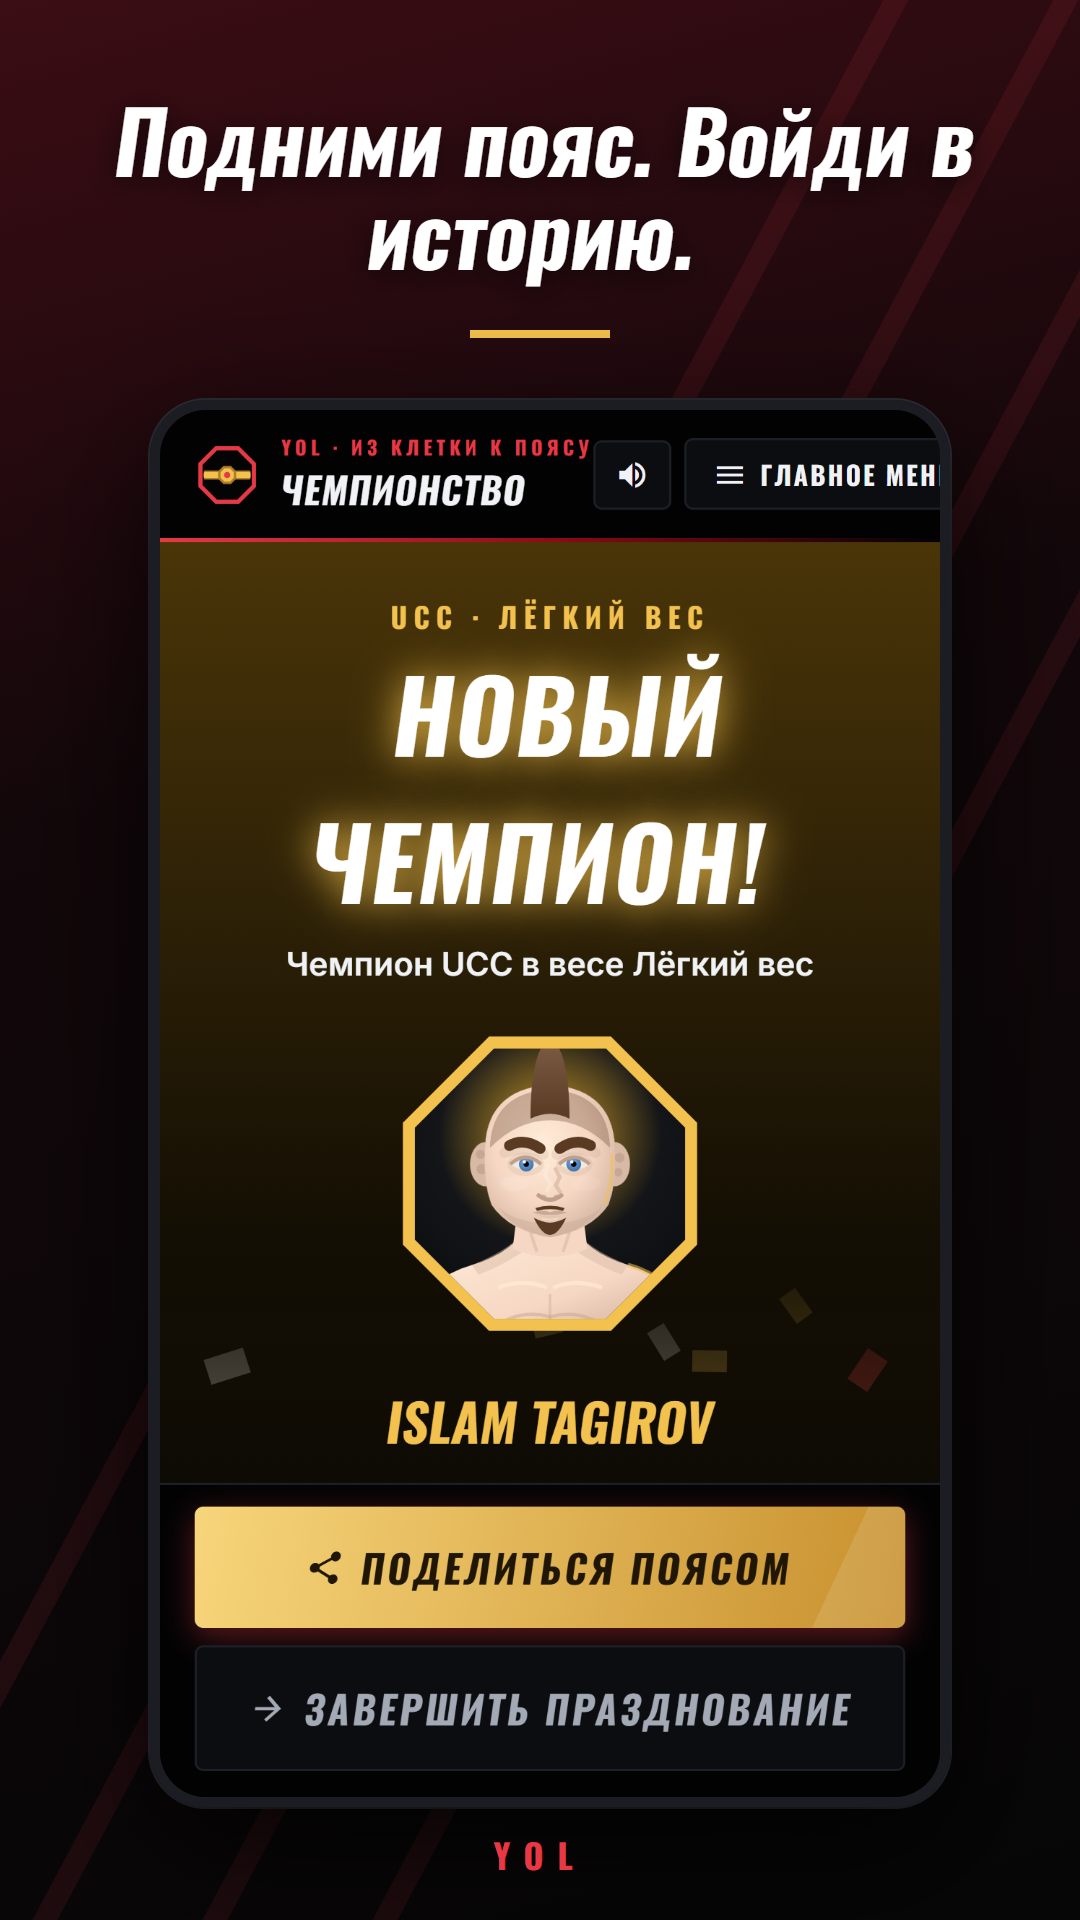 Подними пояс. Войди в
историю.
YOL · ИЗ КЛЕТКИ К ПОЯСУ
ЧЕМПИОНСТВО
ГЛАВНОЕ МЕН
UCC · ЛЁГКИЙ ВЕС
НОВЫЙ
ЧЕМПИОН!
Чемпион UCC в весе Лёгкий вес
ISLAM TAGIROV
ПОДЕЛИТЬСЯ ПОЯСОМ
ЗАВЕРШИТЬ ПРАЗДНОВАНИЕ
YOL